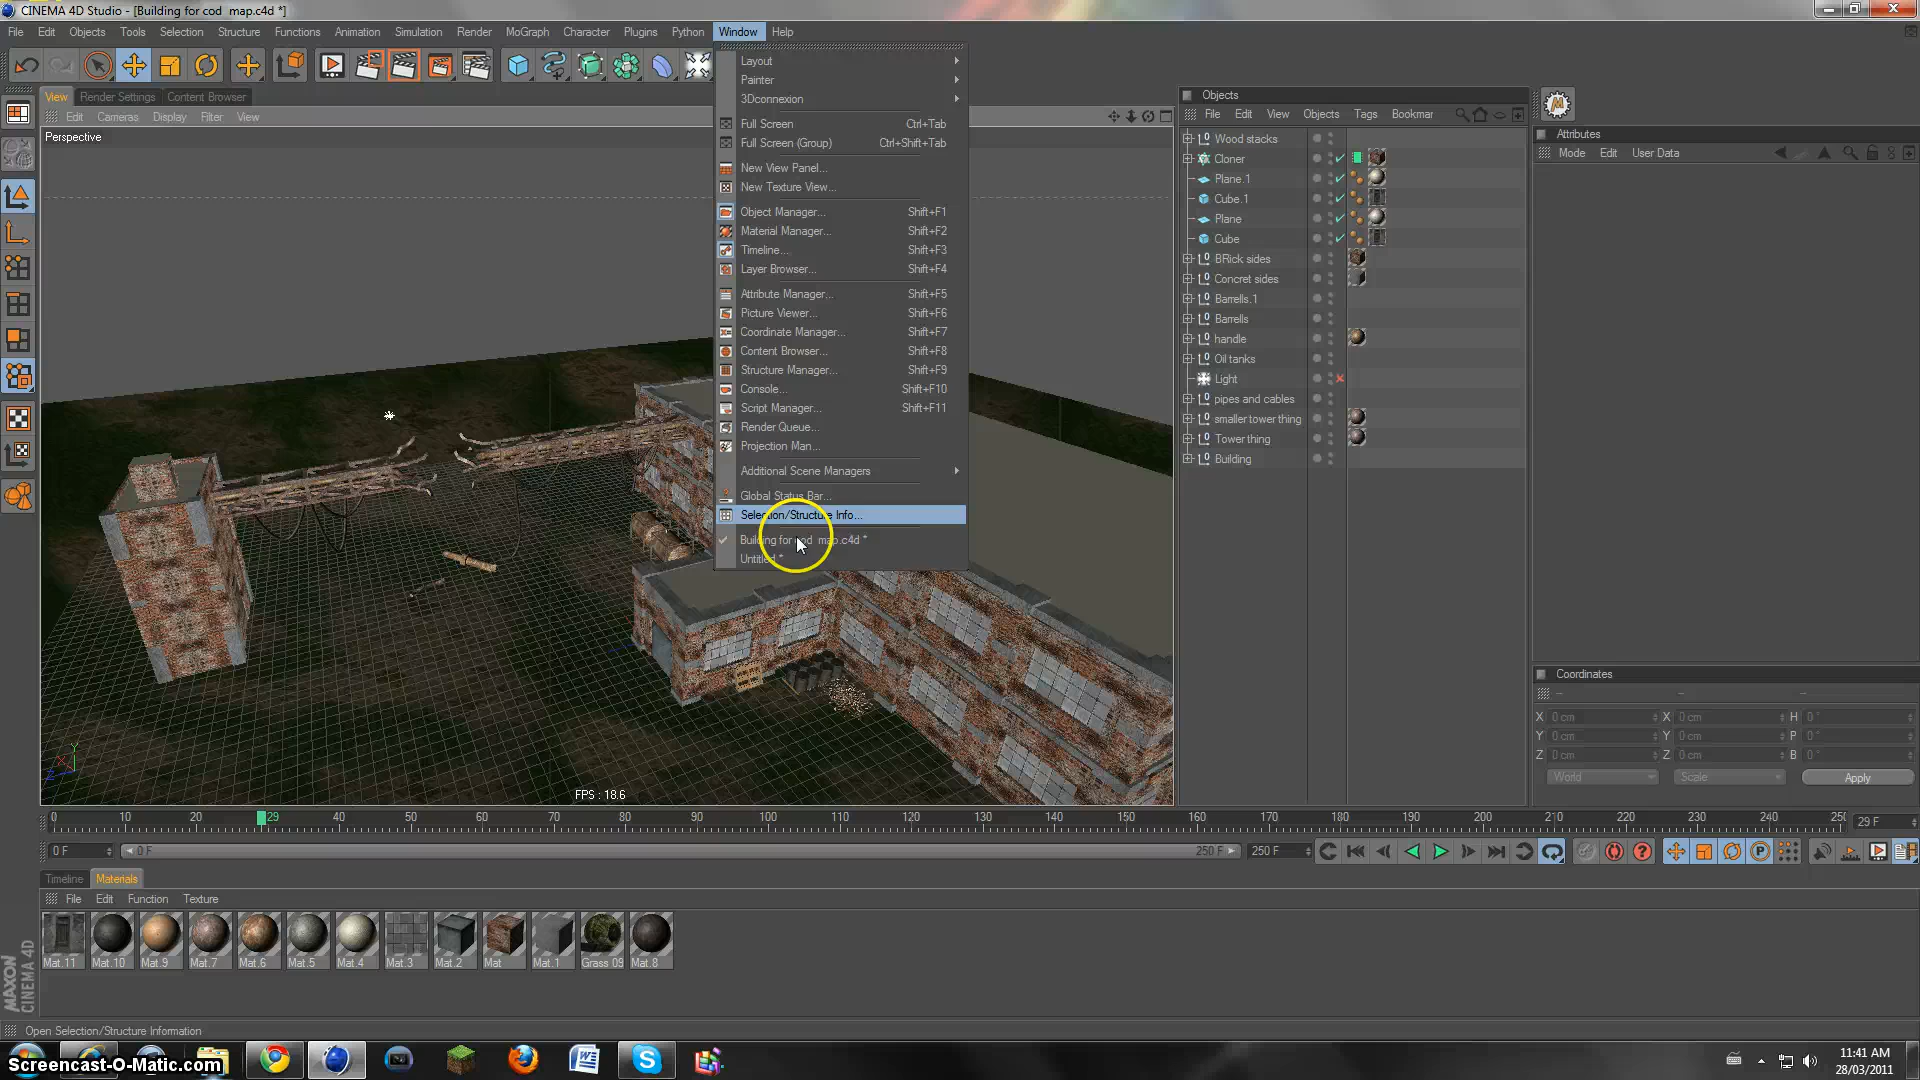 CINEMA 4D Studio - [Building for cod  map.c4d *]
File Edit Objects Tools Selection Structure Functions Animation Simulation Render MoGraph Character Plugins Python Window Help
View Render Settings Content Browser
Edit Cameras Display Filter View
Perspective
Layout
Painter
3Dconnexion
Full Screen Ctrl+Tab
Full Screen (Group) Ctrl+Shift+Tab
New View Panel...
New Texture View...
Object Manager... Shift+F1
Material Manager... Shift+F2
Timeline... Shift+F3
Layer Browser... Shift+F4
Attribute Manager... Shift+F5
Picture Viewer... Shift+F6
Coordinate Manager... Shift+F7
Content Browser... Shift+F8
Structure Manager... Shift+F9
Console... Shift+F10
Script Manager... Shift+F11
Render Queue...
Projection Man...
Additional Scene Managers
Global Status Bar...
Selection/Structure Info...
Building for cod  map.c4d *
Untitled *
FPS : 18.6
Objects
File Edit View Objects Tags Bookmar
Wood stacks
Cloner
Plane.1
Cube.1
Plane
Cube
BRick sides
Concret sides
Barrells.1
Barrells
handle
Oil tanks
Light
pipes and cables
smaller tower thing
Tower thing
Building
Attributes
Mode Edit User Data
Coordinates
X 0 cm X 0 cm H 0 °
Y 0 cm Y 0 cm P 0 °
Z 0 cm Z 0 cm B 0 °
World Scale Apply
0 10 20 29 40 50 60 70 80 90 100 110 120 130 140 150 160 170 180 190 200 210 220 230 240 250 29 F
0 F 0 F 250 F 250 F
Timeline Materials
File Edit Function Texture
Mat.11 Mat.10 Mat.9 Mat.7 Mat.6 Mat.5 Mat.4 Mat.3 Mat.2 Mat Mat.1 Grass 09 Mat.8
MAXON
CINEMA 4D
Open Selection/Structure Information
Screencast-O-Matic.com
11:41 AM
28/03/2011